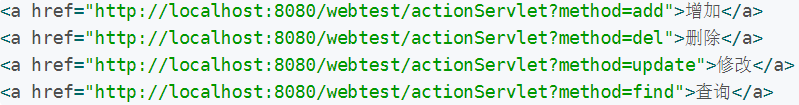 <a href="http://localhost:8080/webtest/actionServlet?method=add">增加</a>
<a href="http://localhost:8080/webtest/actionServlet?method=del">删除</a>
<a href="http://localhost:8080/webtest/actionServlet?method=update">修改</a>
<a href="http://localhost:8080/webtest/actionServlet?method=find">查询</a>